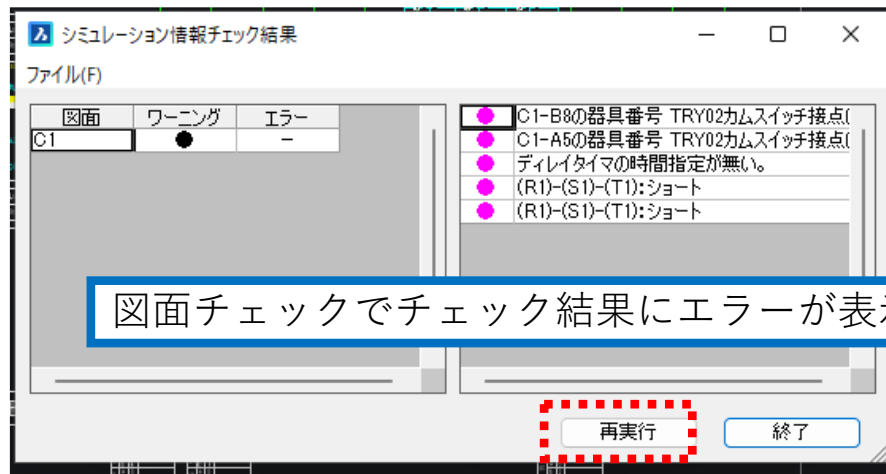 シミュレーション情報チェック結果
ファイル(F)
図面 ワーニング エラー
C1 ● −
● C1-B8の器具番号 TRY02カムスイッチ接点(
● C1-A5の器具番号 TRY02カムスイッチ接点(
● ディレイタイマの時間指定が無い。
● (R1)-(S1)-(T1):ショート
● (R1)-(S1)-(T1):ショート
図面チェックでチェック結果にエラーが表示
再実行 終了